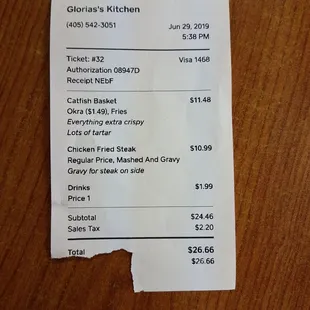 Glorias's Kitchen
(405) 542-3051 Jun 29, 2019
5:38 PM
Ticket: #32 Visa 1468
Authorization 08947D
Receipt NEbF
Catfish Basket $11.48
Okra ($1.49), Fries
Everything extra crispy
Lots of tartar
Chicken Fried Steak $10.99
Regular Price, Mashed And Gravy
Gravy for steak on side
Drinks $1.99
Price 1
Subtotal $24.46
Sales Tax $2.20
Total $26.66
$26.66